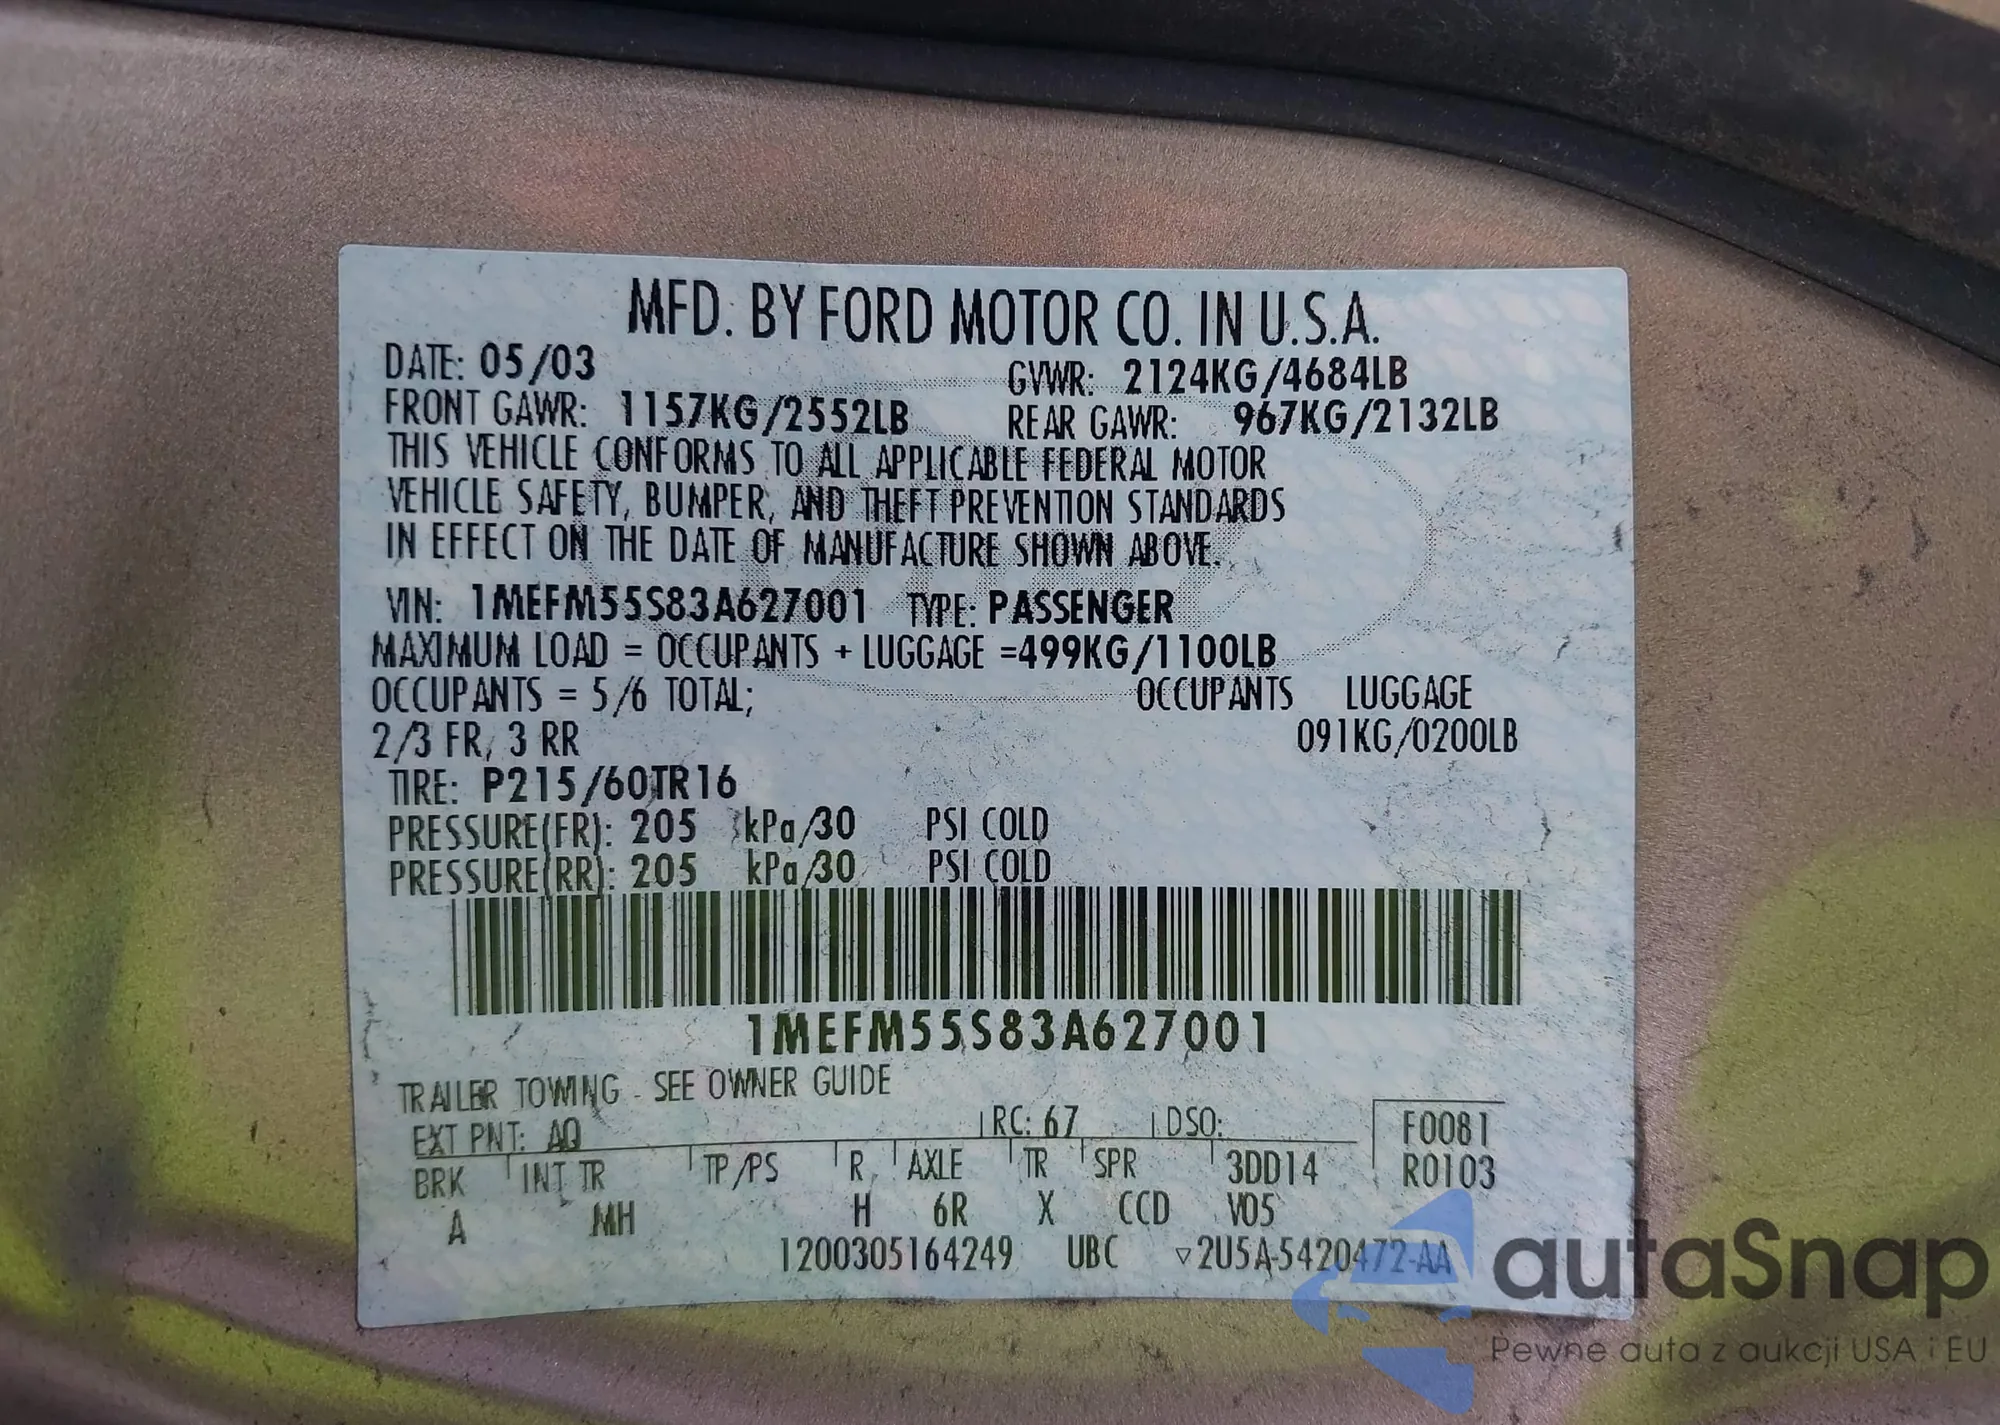 MFD. BY FORD MOTOR CO. IN U.S.A.
DATE: 05/03
GVWR: 2124KG/4684LB
FRONT GAWR: 1157KG/2552LB
REAR GAWR: 967KG/2132LB
THIS VEHICLE CONFORMS TO ALL APPLICABLE FEDERAL MOTOR
VEHICLE SAFETY, BUMPER, AND THEFT PREVENTION STANDARDS
IN EFFECT ON THE DATE OF MANUFACTURE SHOWN ABOVE.
VIN: 1MEFM55S83A627001 TYPE: PASSENGER
MAXIMUM LOAD = OCCUPANTS + LUGGAGE =499KG/1100LB
OCCUPANTS = 5/6 TOTAL; OCCUPANTS LUGGAGE
2/3 FR, 3 RR 091KG/0200LB
TIRE: P215/60TR16
PRESSURE(FR): 205 kPa/30 PSI COLD
PRESSURE(RR): 205 kPa/30 PSI COLD
1MEFM55S83A627001
TRAILER TOWING - SEE OWNER GUIDE
EXT PNT: AQ RC: 67 DSO: F0081
BRK INT TR TP/PS R AXLE TR SPR 3DD14 R0103
A MH H 6R X CCD V05
1200305164249 UBC ▽2U5A-5420472-AA
autaSnap
Pewne auta z aukcji USA i EU